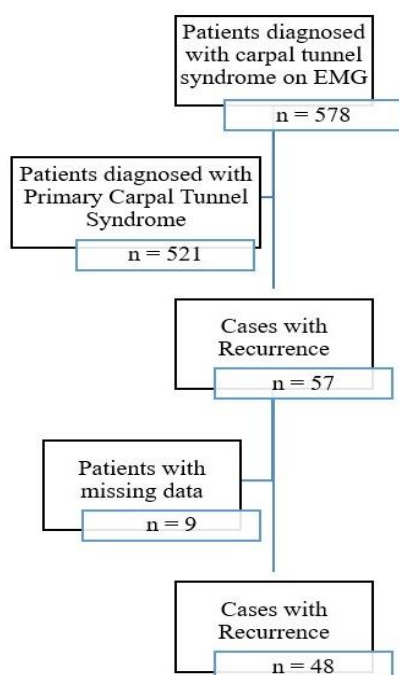 Patients diagnosed
with carpal tunnel
syndrome on EMG
n = 578
Patients diagnosed with
Primary Carpal Tunnel
Syndrome
n = 521
Cases with
Recurrence
n = 57
Patients with
missing data
n = 9
Cases with
Recurrence
n = 48